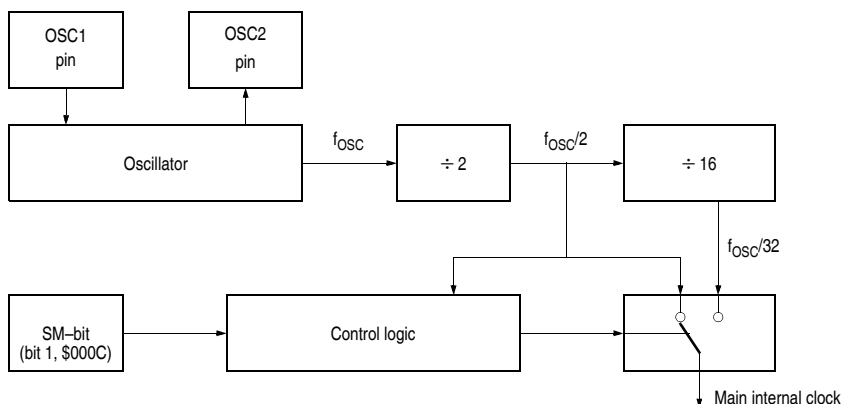 OSC1
pin
OSC2
pin
Oscillator
fOSC
÷ 2
fOSC/2
÷ 16
fOSC/32
SM–bit
(bit 1, $000C)
Control logic
Main internal clock